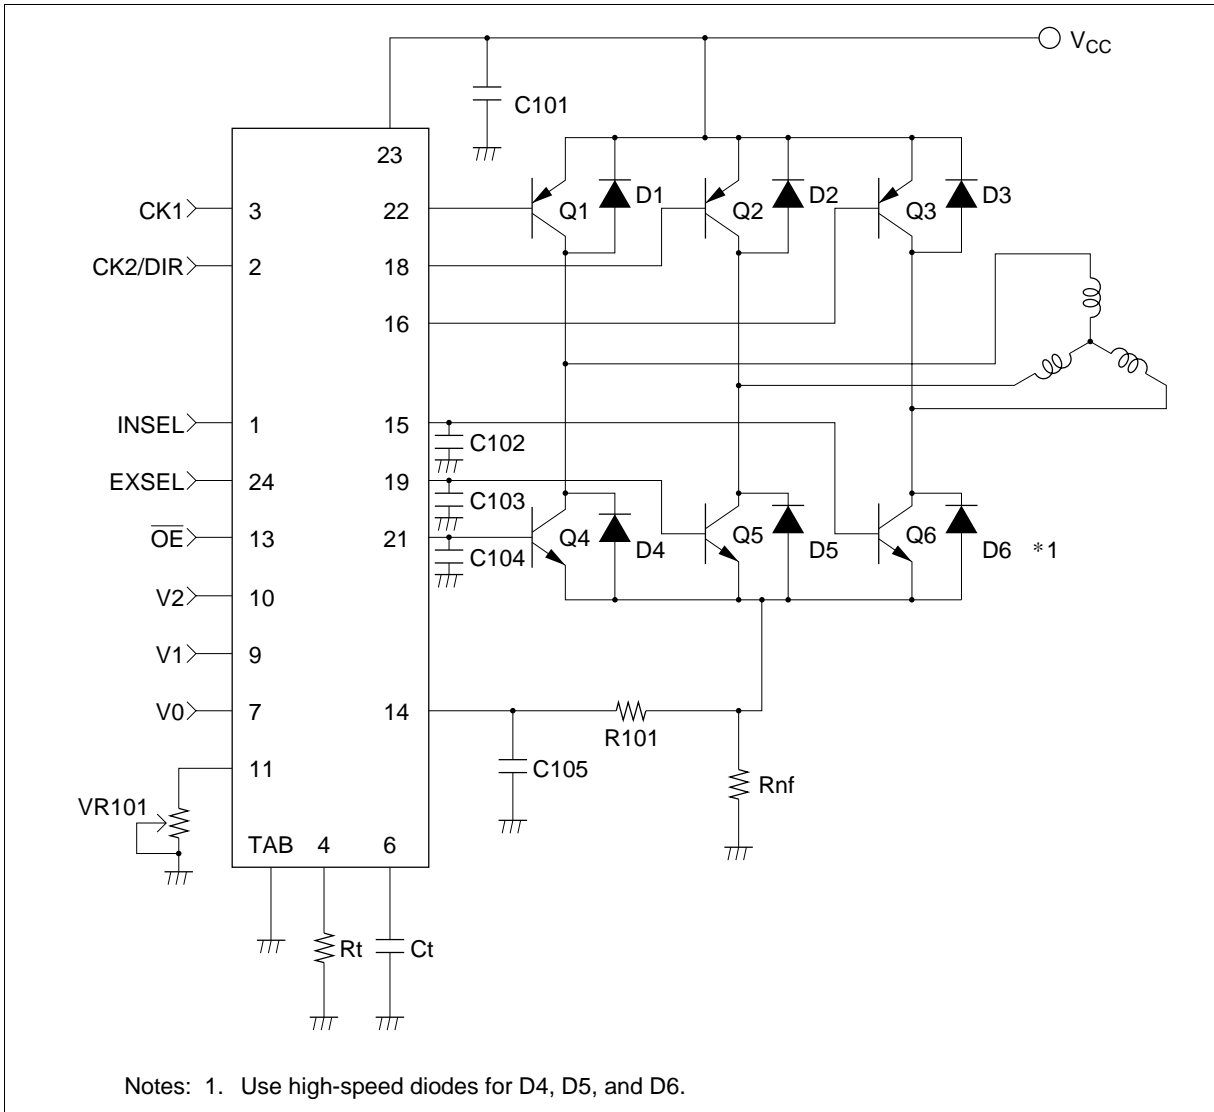 VCC
C101
23
CK1 3 22 Q1 D1 Q2 D2 Q3 D3
CK2/DIR 2 18
16
INSEL 1 15 C102
EXSEL 24 19 C103
OE 13 21 C104 Q4 D4 Q5 D5 Q6 D6 *1
V2 10
V1 9
V0 7 14 R101
11 C105 Rnf
VR101
TAB 4 6
Rt Ct
Notes: 1. Use high-speed diodes for D4, D5, and D6.